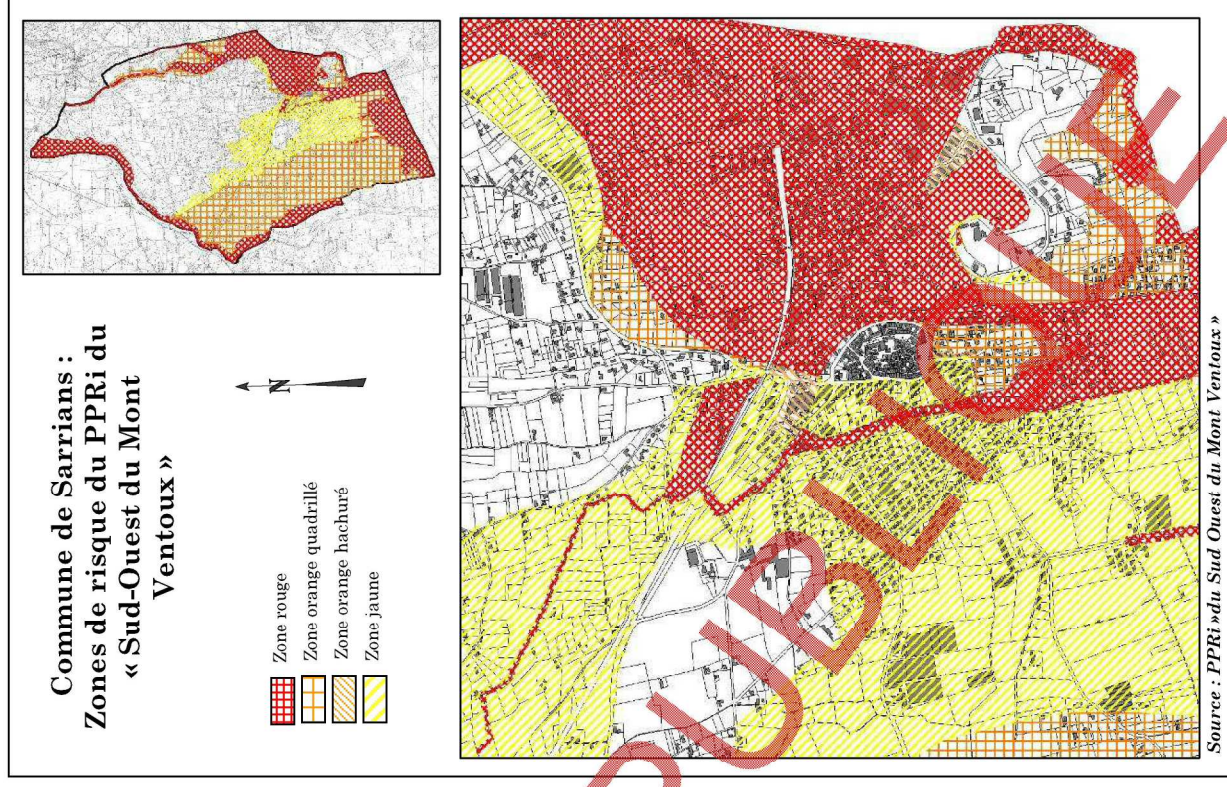 Commune de Sarrians :
Zones de risque du PPRi du
« Sud-Ouest du Mont
Ventoux »
N
Zone rouge
Zone orange quadrillé
Zone orange hachuré
Zone jaune
PUBLIQUE
Source : PPRi »du Sud Ouest du Mont Ventoux »